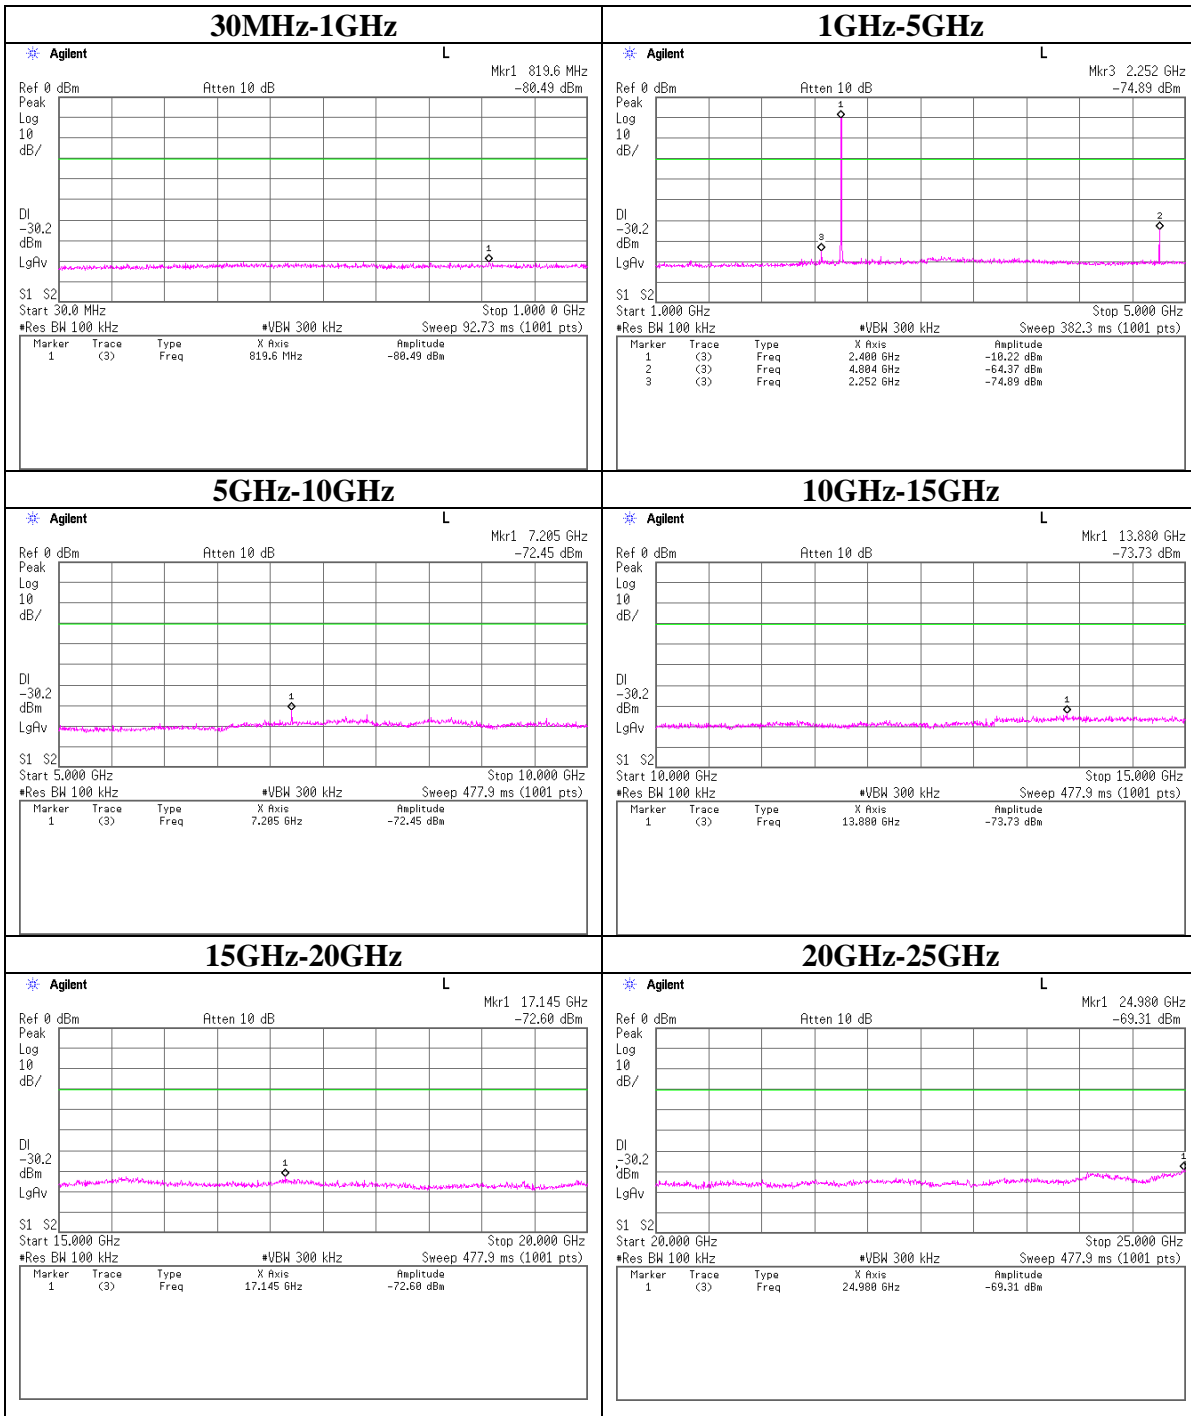 30MHz-1GHz
Agilent
L
Mkr1 819.6 MHz
Ref 0 dBm Atten 10 dB -80.49 dBm
Peak
Log
10
dB/
DI
-30.2
dBm
LgAv
1
S1 S2
Start 30.0 MHz Stop 1.000 0 GHz
#Res BW 100 kHz #VBW 300 kHz Sweep 92.73 ms (1001 pts)
Marker Trace Type X Axis Amplitude
1 (3) Freq 819.6 MHz -80.49 dBm
1GHz-5GHz
Agilent
L
Mkr3 2.252 GHz
Ref 0 dBm Atten 10 dB -74.89 dBm
Peak
Log
10
dB/
1
DI
-30.2
dBm
LgAv
3
2
S1 S2
Start 1.000 GHz Stop 5.000 GHz
#Res BW 100 kHz #VBW 300 kHz Sweep 382.3 ms (1001 pts)
Marker Trace Type X Axis Amplitude
1 (3) Freq 2.400 GHz -10.22 dBm
2 (3) Freq 4.804 GHz -64.37 dBm
3 (3) Freq 2.252 GHz -74.89 dBm
5GHz-10GHz
Agilent
L
Mkr1 7.205 GHz
Ref 0 dBm Atten 10 dB -72.45 dBm
Peak
Log
10
dB/
DI
-30.2
dBm
LgAv
1
S1 S2
Start 5.000 GHz Stop 10.000 GHz
#Res BW 100 kHz #VBW 300 kHz Sweep 477.9 ms (1001 pts)
Marker Trace Type X Axis Amplitude
1 (3) Freq 7.205 GHz -72.45 dBm
10GHz-15GHz
Agilent
L
Mkr1 13.880 GHz
Ref 0 dBm Atten 10 dB -73.73 dBm
Peak
Log
10
dB/
DI
-30.2
dBm
LgAv
1
S1 S2
Start 10.000 GHz Stop 15.000 GHz
#Res BW 100 kHz #VBW 300 kHz Sweep 477.9 ms (1001 pts)
Marker Trace Type X Axis Amplitude
1 (3) Freq 13.880 GHz -73.73 dBm
15GHz-20GHz
Agilent
L
Mkr1 17.145 GHz
Ref 0 dBm Atten 10 dB -72.60 dBm
Peak
Log
10
dB/
DI
-30.2
dBm
LgAv
1
S1 S2
Start 15.000 GHz Stop 20.000 GHz
#Res BW 100 kHz #VBW 300 kHz Sweep 477.9 ms (1001 pts)
Marker Trace Type X Axis Amplitude
1 (3) Freq 17.145 GHz -72.60 dBm
20GHz-25GHz
Agilent
L
Mkr1 24.980 GHz
Ref 0 dBm Atten 10 dB -69.31 dBm
Peak
Log
10
dB/
DI
-30.2
dBm
LgAv
1
S1 S2
Start 20.000 GHz Stop 25.000 GHz
#Res BW 100 kHz #VBW 300 kHz Sweep 477.9 ms (1001 pts)
Marker Trace Type X Axis Amplitude
1 (3) Freq 24.980 GHz -69.31 dBm